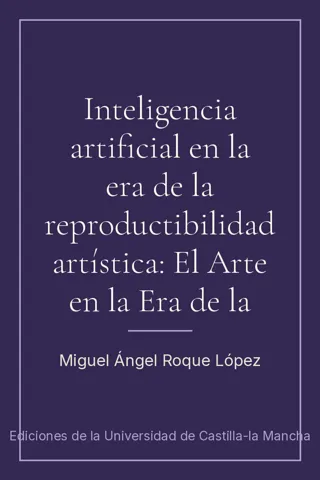 Inteligencia
artificial en la
era de la
reproductibilidad
artística: El Arte
en la Era de la
Miguel Ángel Roque López
Ediciones de la Universidad de Castilla-la Mancha